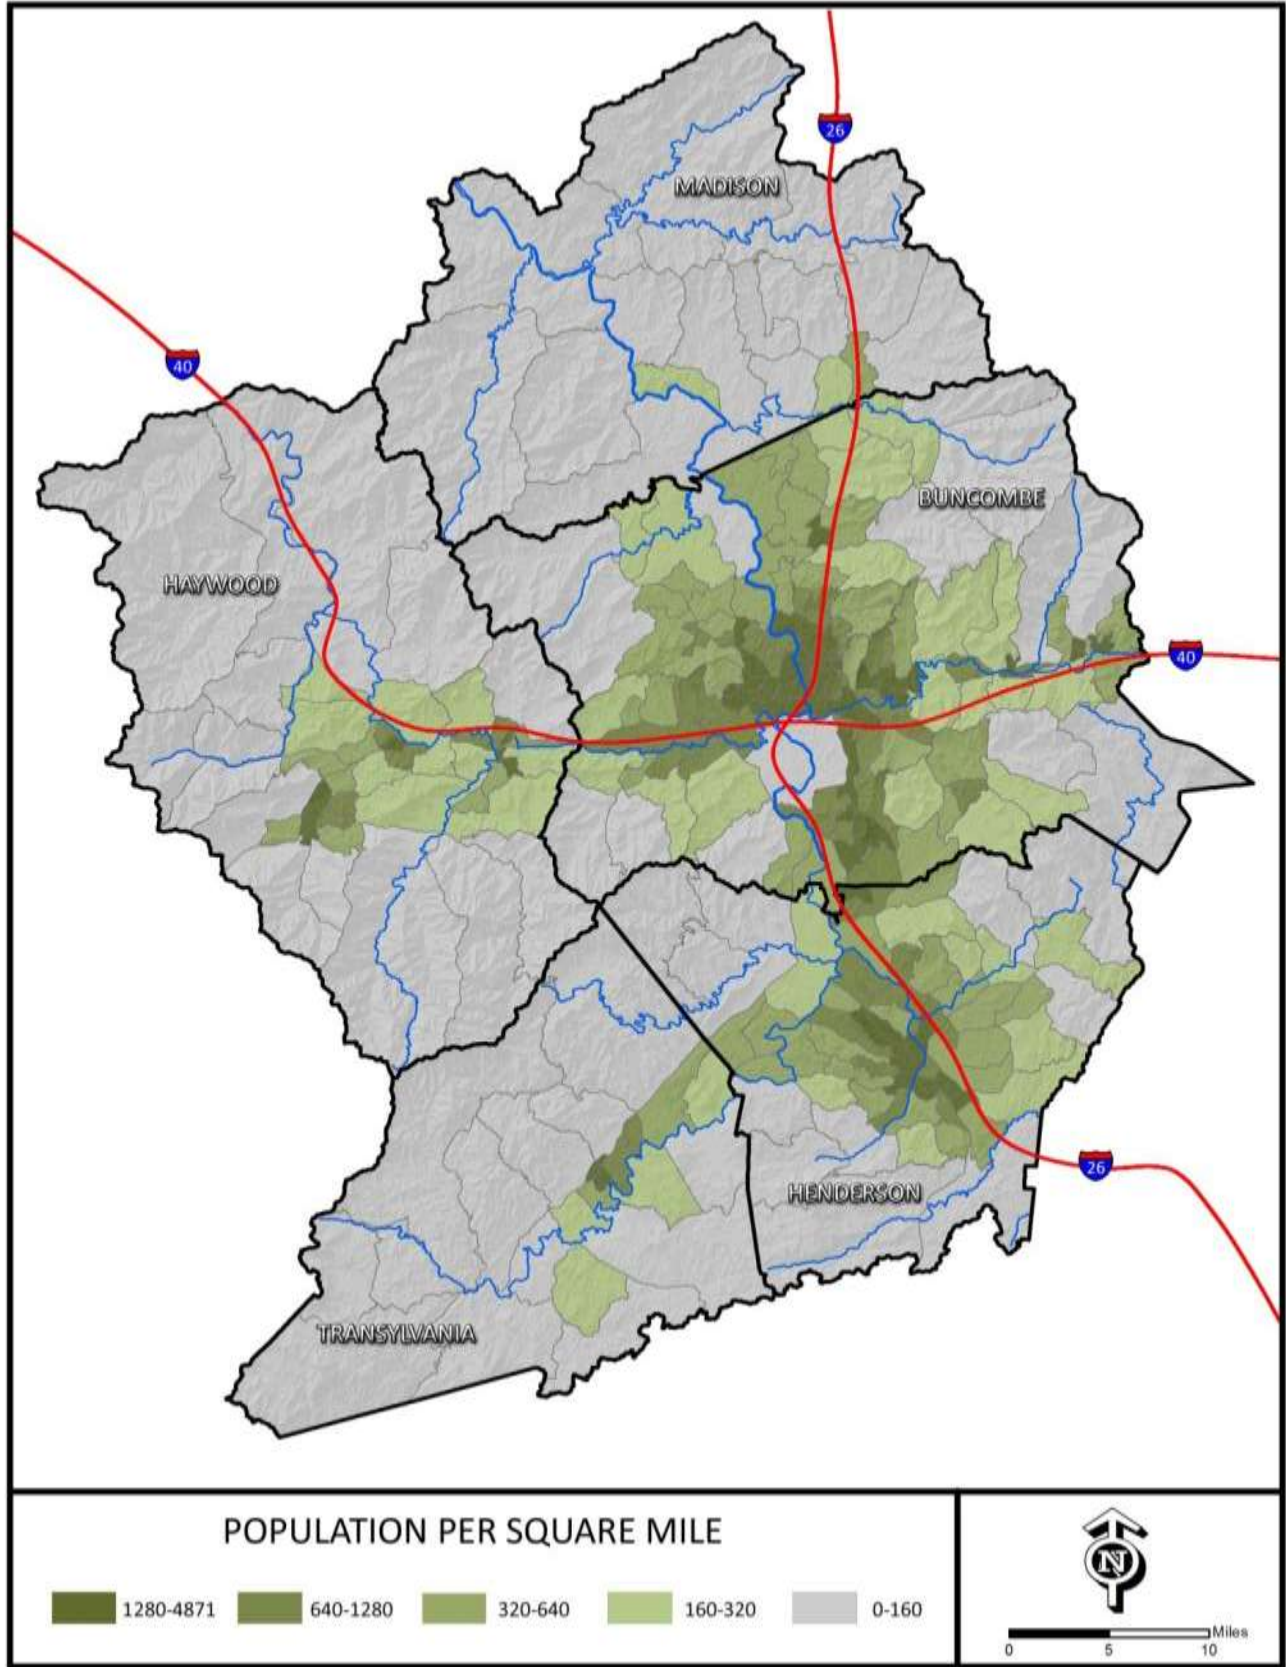 26
MADISON
40
BUNCOMBE
HAYWOOD
40
26
HENDERSON
TRANSYLVANIA
POPULATION PER SQUARE MILE
1280-4871 640-1280 320-640 160-320 0-160
N
Miles
0 5 10